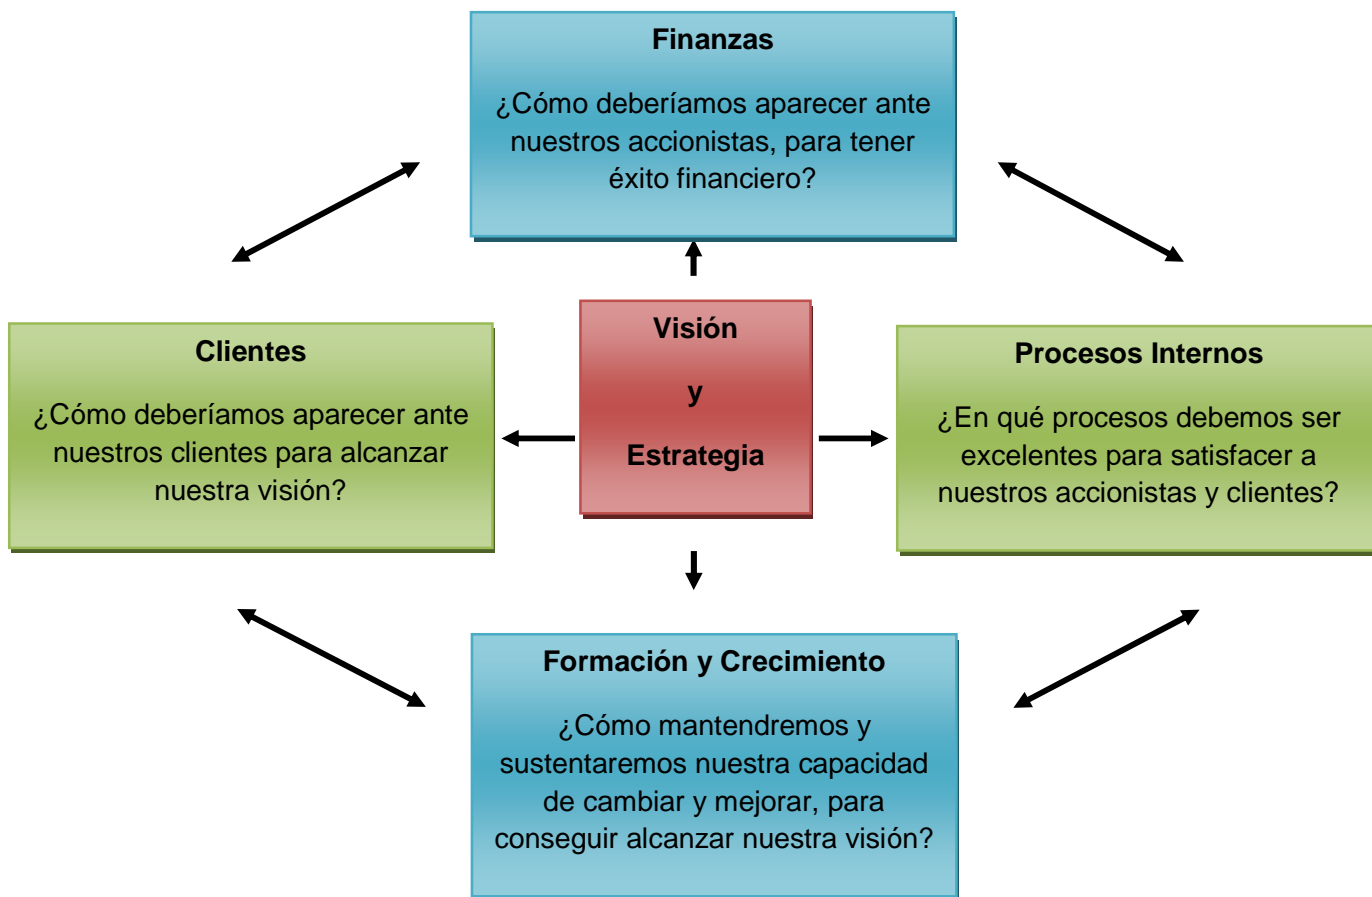 Finanzas
¿Cómo deberíamos aparecer ante
nuestros accionistas, para tener
éxito financiero?
Clientes
¿Cómo deberíamos aparecer ante
nuestros clientes para alcanzar
nuestra visión?
Visión
y
Estrategia
Procesos Internos
¿En qué procesos debemos ser
excelentes para satisfacer a
nuestros accionistas y clientes?
Formación y Crecimiento
¿Cómo mantendremos y
sustentaremos nuestra capacidad
de cambiar y mejorar, para
conseguir alcanzar nuestra visión?